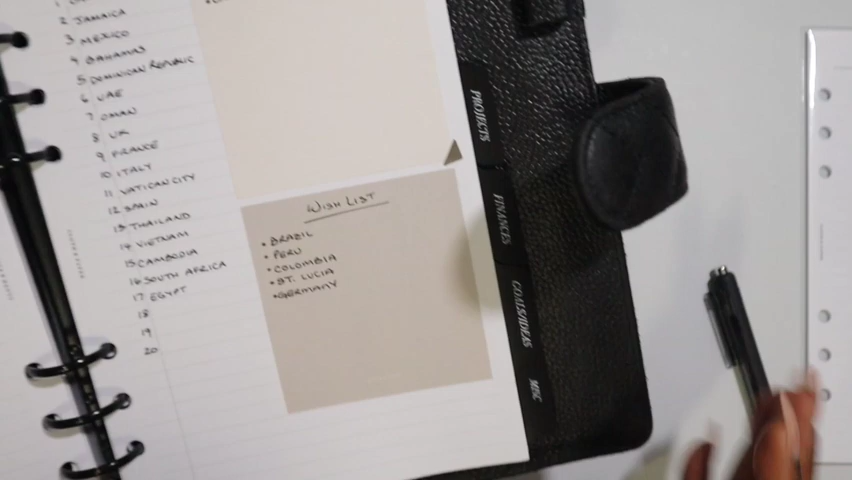 2 JAMAICA
3 MEXICO
4 BAHAMAS
5 DOMINICAN REPUBLIC
6 UAE
7 OMAN
8 UK
9 FRANCE
10 ITALY
11 VATICAN CITY
12 SPAIN
13 THAILAND
14 VIETNAM
15 CAMBODIA
16 SOUTH AFRICA
17 EGYPT
18
19
20
WISH LIST
• BRAZIL
• PERU
• COLOMBIA
• ST. LUCIA
• GERMANY
PROJECTS
FINANCES
GOALS/IDEAS
MISC